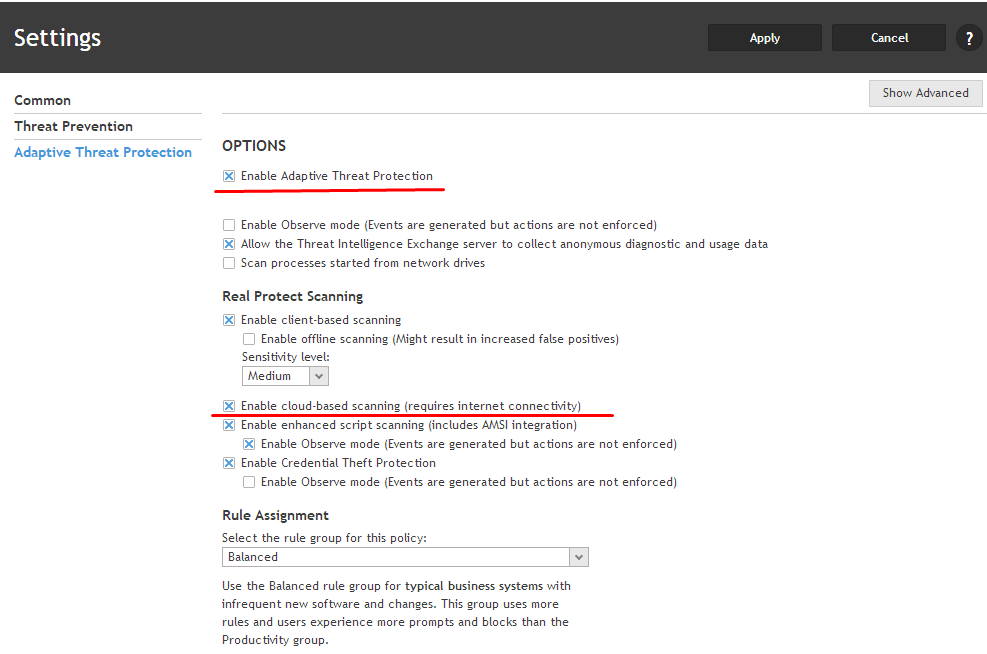 Settings
Apply
Cancel
?
Show Advanced
Common
Threat Prevention
Adaptive Threat Protection
OPTIONS
Enable Adaptive Threat Protection
Enable Observe mode (Events are generated but actions are not enforced)
Allow the Threat Intelligence Exchange server to collect anonymous diagnostic and usage data
Scan processes started from network drives
Real Protect Scanning
Enable client-based scanning
Enable offline scanning (Might result in increased false positives)
Sensitivity level:
Medium
Enable cloud-based scanning (requires internet connectivity)
Enable enhanced script scanning (includes AMSI integration)
Enable Observe mode (Events are generated but actions are not enforced)
Enable Credential Theft Protection
Enable Observe mode (Events are generated but actions are not enforced)
Rule Assignment
Select the rule group for this policy:
Balanced
Use the Balanced rule group for typical business systems with
infrequent new software and changes. This group uses more
rules and users experience more prompts and blocks than the
Productivity group.